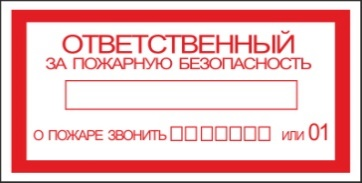 ОТВЕТСТВЕННЫЙ
ЗА ПОЖАРНУЮ БЕЗОПАСНОСТЬ
О ПОЖАРЕ ЗВОНИТЬ ИЛИ 01